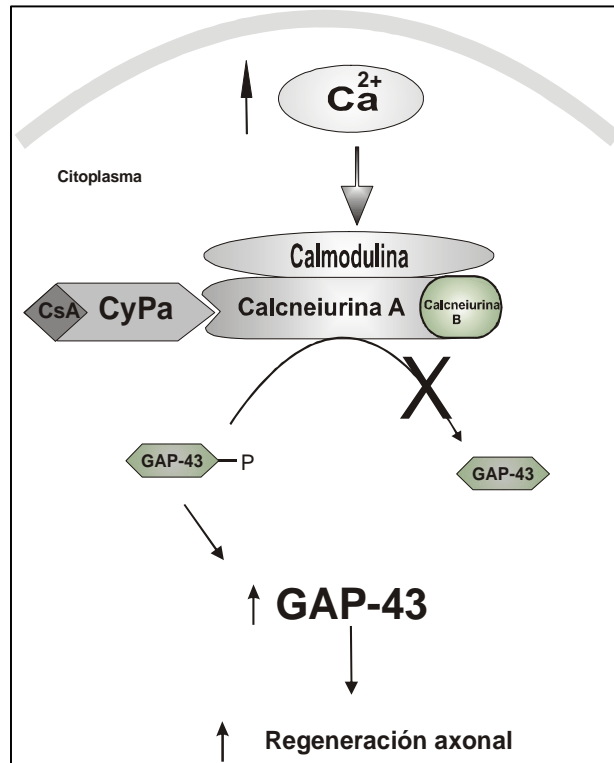 Ca2+
Citoplasma
Calmodulina
CsA
CyPa
Calcneiurina A
Calcneiurina
B
GAP-43
P
X
GAP-43
GAP-43
Regeneración axonal